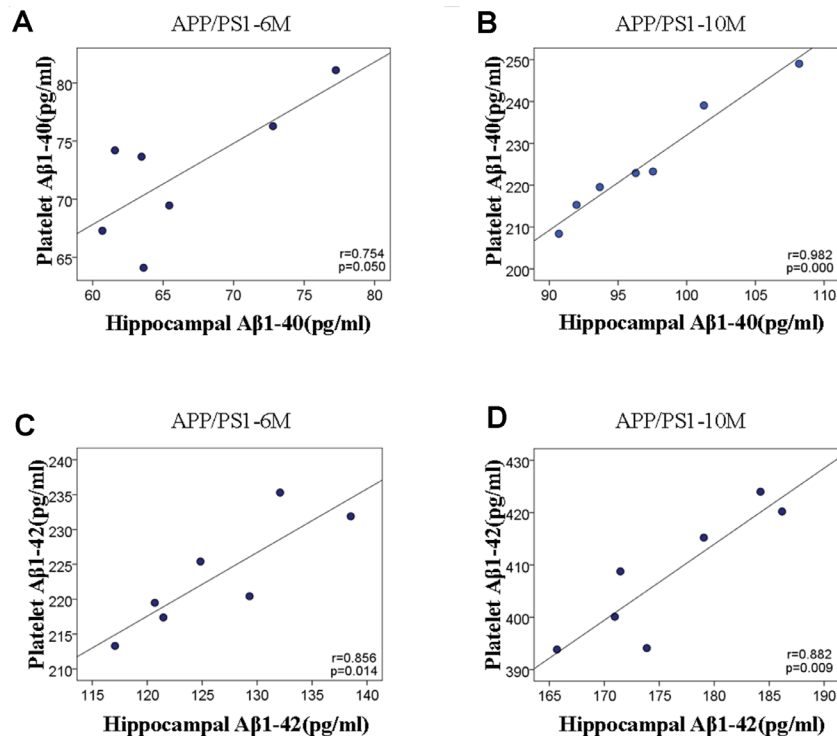 A
APP/PS1-6M
Platelet Aβ1-40(pg/ml)
80
75
70
65
r=0.754
p=0.050
60 65 70 75 80
Hippocampal Aβ1-40(pg/ml)
B
APP/PS1-10M
Platelet Aβ1-40(pg/ml)
250
240
230
220
210
200
r=0.982
p=0.000
90 95 100 105 110
Hippocampal Aβ1-40(pg/ml)
C
APP/PS1-6M
Platelet Aβ1-42(pg/ml)
240
235
230
225
220
215
210
r=0.856
p=0.014
115 120 125 130 135 140
Hippocampal Aβ1-42(pg/ml)
D
APP/PS1-10M
Platelet Aβ1-42(pg/ml)
430
420
410
400
390
r=0.882
p=0.009
165 170 175 180 185 190
Hippocampal Aβ1-42(pg/ml)